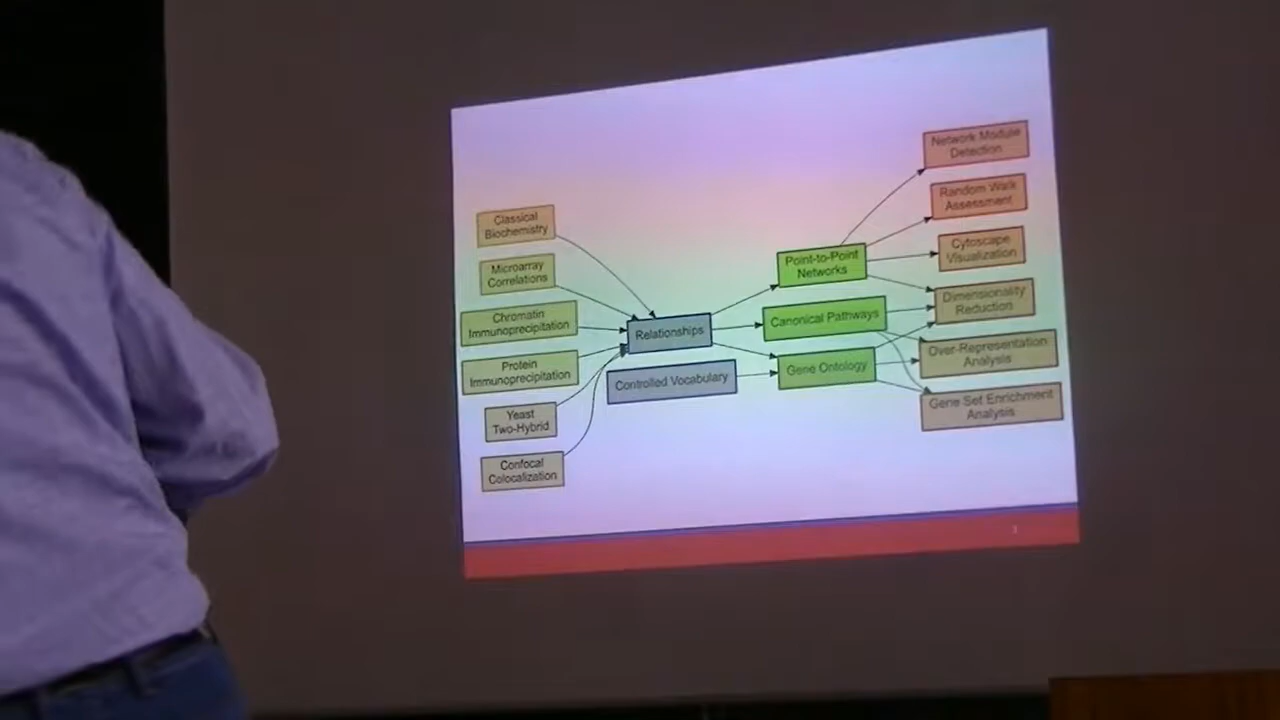 Classical
Biochemistry
Microarray
Correlations
Chromatin
Immunoprecipitation
Protein
Immunoprecipitation
Yeast
Two-Hybrid
Confocal
Colocalization
Relationships
Controlled Vocabulary
Point-to-Point
Networks
Canonical Pathways
Gene Ontology
Network Module
Detection
Random Walk
Assessment
Cytoscape
Visualization
Dimensionality
Reduction
Over-Representation
Analysis
Gene Set Enrichment
Analysis